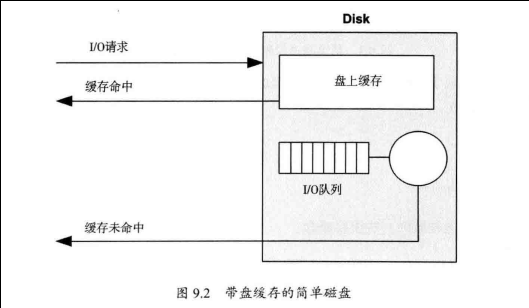 Disk
I/O请求
盘上缓存
缓存命中
I/O队列
缓存未命中
图 9.2 带盘缓存的简单磁盘